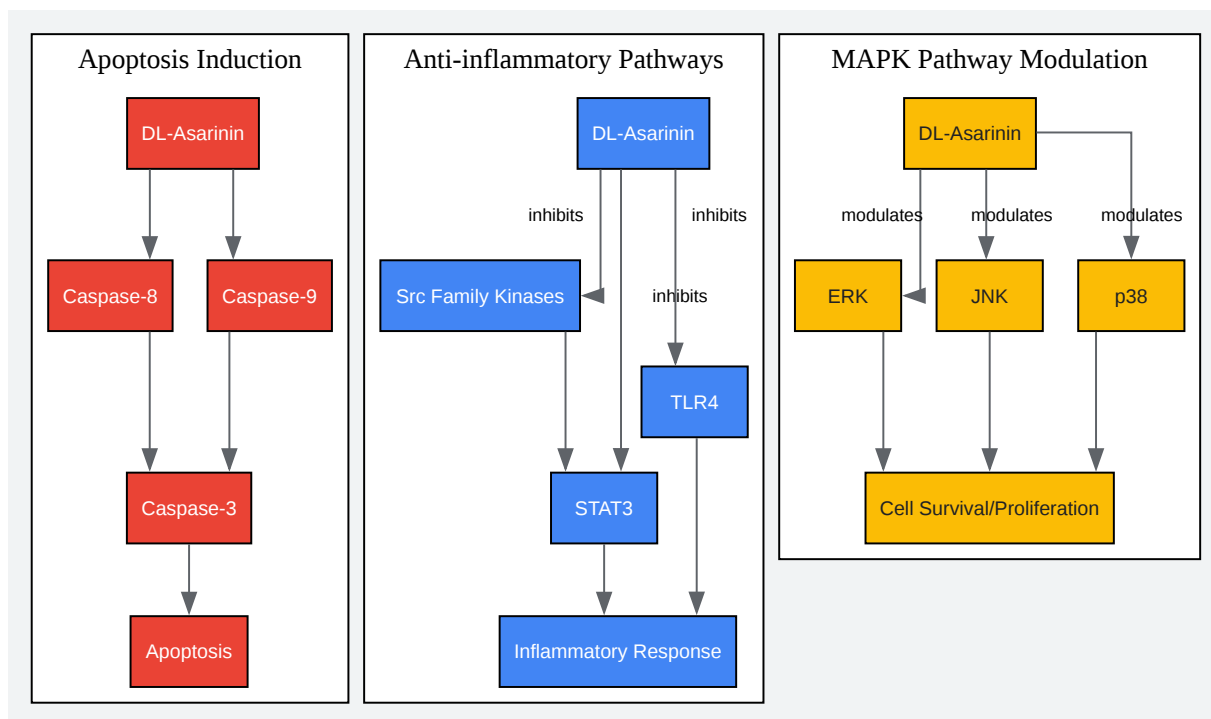 Apoptosis Induction
DL-Asarinin
Caspase-8
Caspase-9
Caspase-3
Apoptosis
Anti-inflammatory Pathways
DL-Asarinin
inhibits
inhibits
Src Family Kinases
inhibits
TLR4
STAT3
Inflammatory Response
MAPK Pathway Modulation
DL-Asarinin
modulates
modulates
modulates
ERK
JNK
p38
Cell Survival/Proliferation